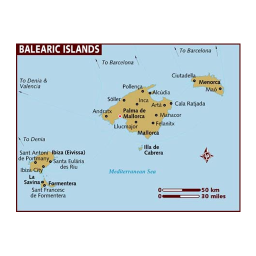 BALEARIC ISLANDS
To Barcelona
To Barcelona
Ciutadella
Menorca
Maó
To Denia &
Valencia
Pollença
Alcúdia
Sóller
Inca
Artà
Cala Ratjada
Palma de
Mallorca
Andratx
Manacor
Llucmajor
Felanitx
Mallorca
Illa de
Cabrera
To Denia
Sant Antoni
de Portmany
Ibiza (Eivissa)
Santa Eulària
des Riu
Ibiza City
La
Savina
Formentera
Sant Francesc
de Formentera
Mediterranean Sea
0 50 km
0 30 miles